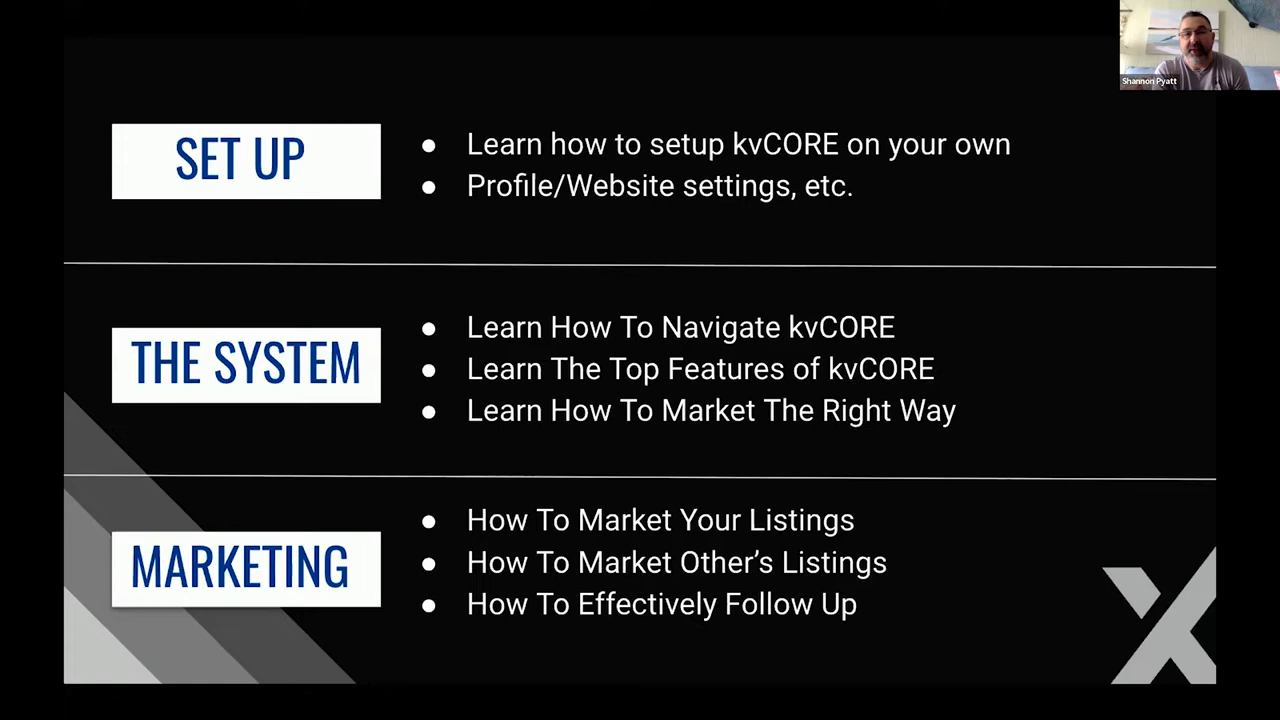 Shannon Pyatt
SET UP
● Learn how to setup kvCORE on your own
● Profile/Website settings, etc.
THE SYSTEM
● Learn How To Navigate kvCORE
● Learn The Top Features of kvCORE
● Learn How To Market The Right Way
MARKETING
● How To Market Your Listings
● How To Market Other’s Listings
● How To Effectively Follow Up
X